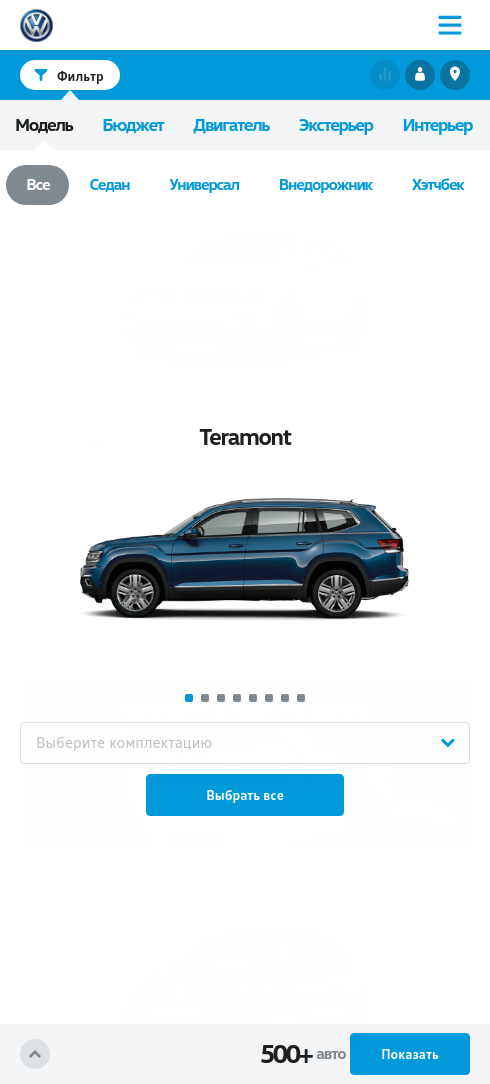 Фильтр
Модель Бюджет Двигатель Экстерьер Интерьер
Все Седан Универсал Внедорожник Хэтчбек
Teramont
Выберите комплектацию
Выбрать все
500+ авто Показать